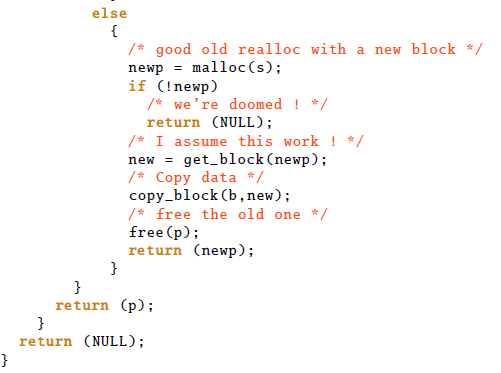 else
{
/* good old realloc with a new block */
newp = malloc(s);
if (!newp)
/* we're doomed ! */
return (NULL);
/* I assume this work ! */
new = get_block(newp);
/* Copy data */
copy_block(b,new);
/* free the old one */
free(p);
return (newp);
}
}
return (p);
}
return (NULL);
}